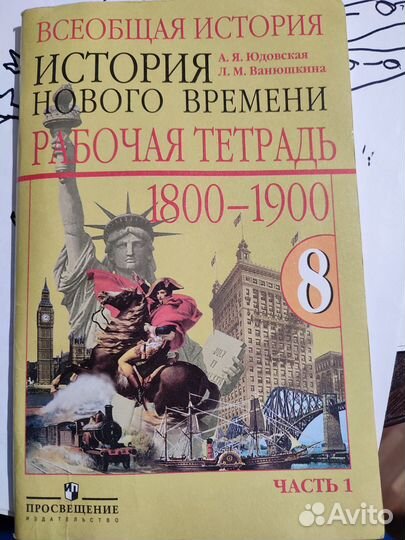 ВСЕОБЩАЯ ИСТОРИЯ
ИСТОРИЯ
А. Я. Юдовская
Л. М. Ванюшкина
НОВОГО ВРЕМЕНИ
РАБОЧАЯ ТЕТРАДЬ
1800–1900
8
ЧАСТЬ 1
ПРОСВЕЩЕНИЕ
ИЗДАТЕЛЬСТВО
Avito